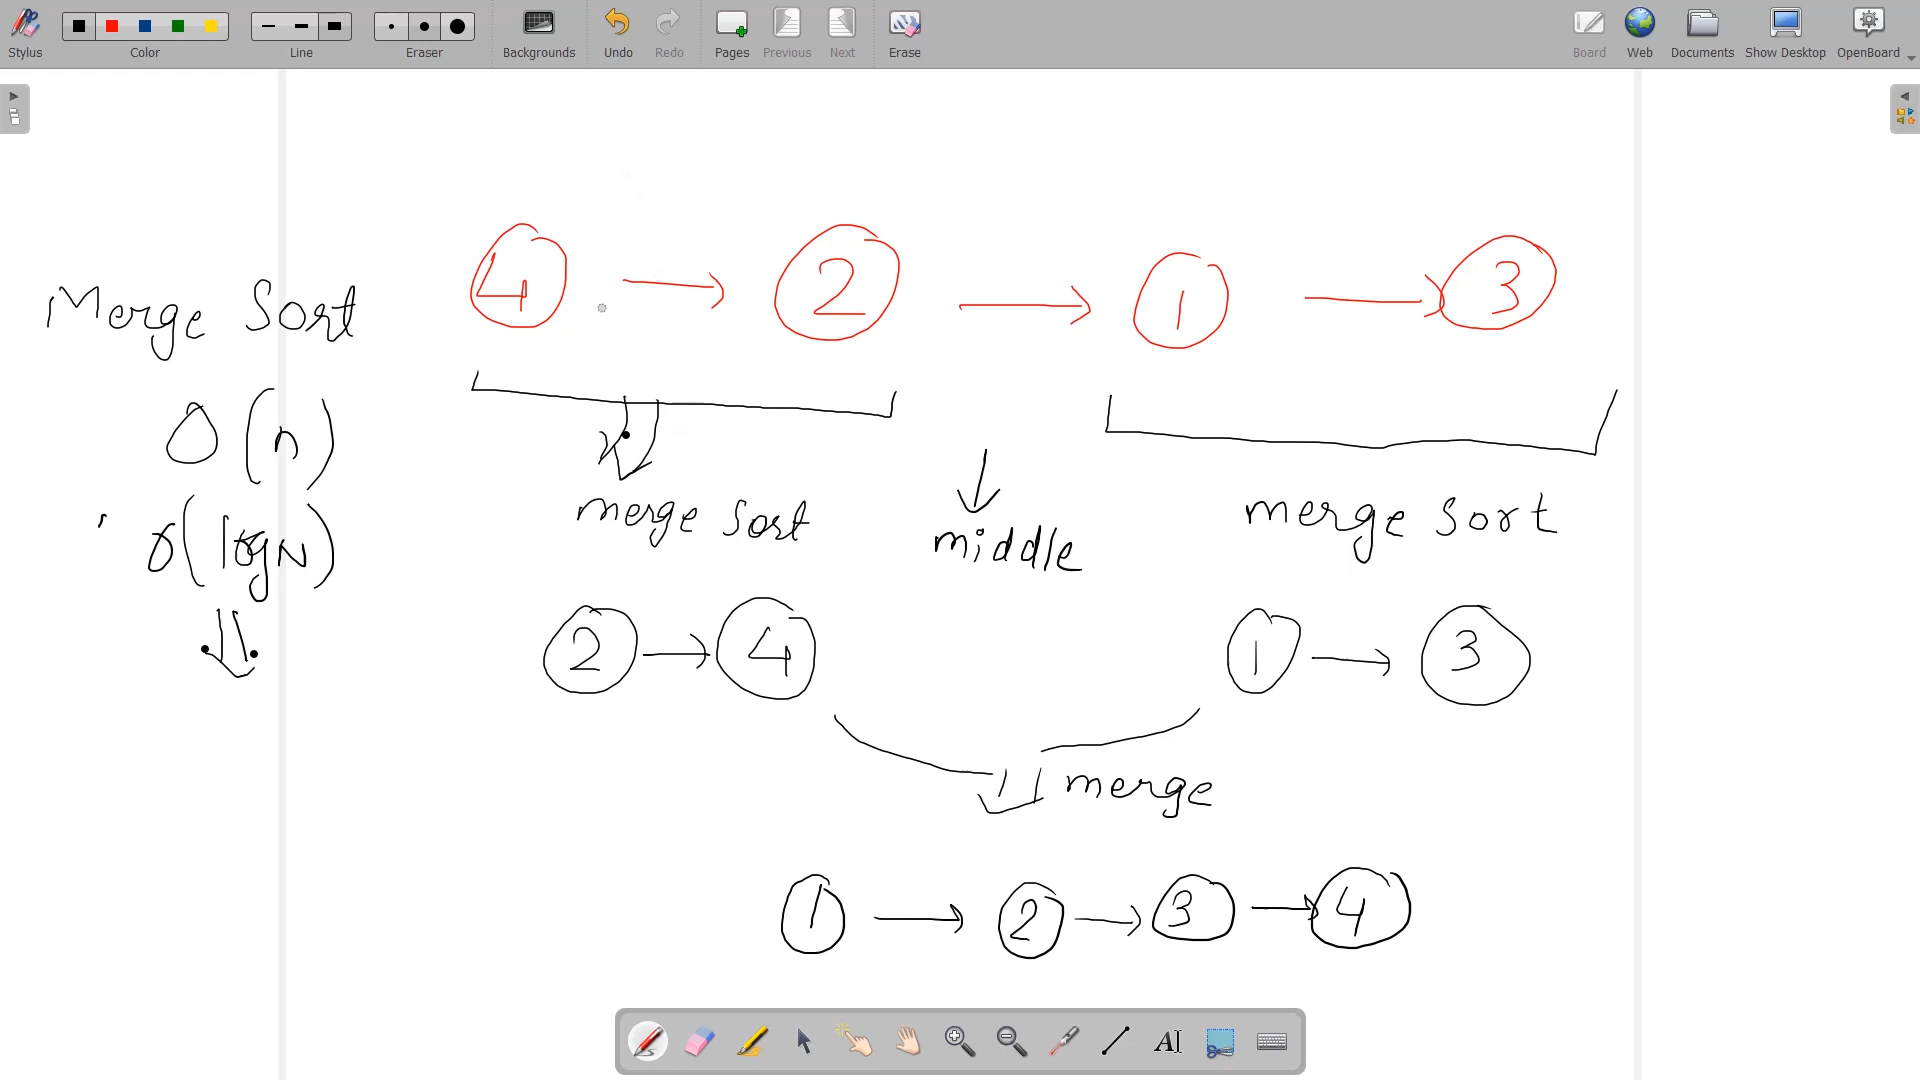 Stylus Color Line Eraser Backgrounds Undo Redo Pages Previous Next Erase Board Web Documents Show Desktop OpenBoard
4 → 2 → 1 → 3
Merge Sort
O(n)
O(logN)
merge sort
middle
merge sort
2 → 4
1 → 3
merge
1 → 2 → 3 → 4